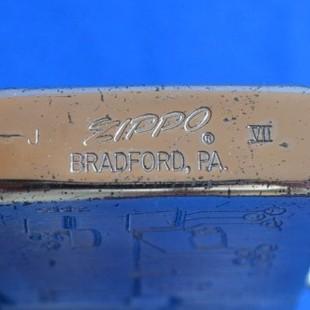 — J ZIPPO ® VII
BRADFORD, PA.